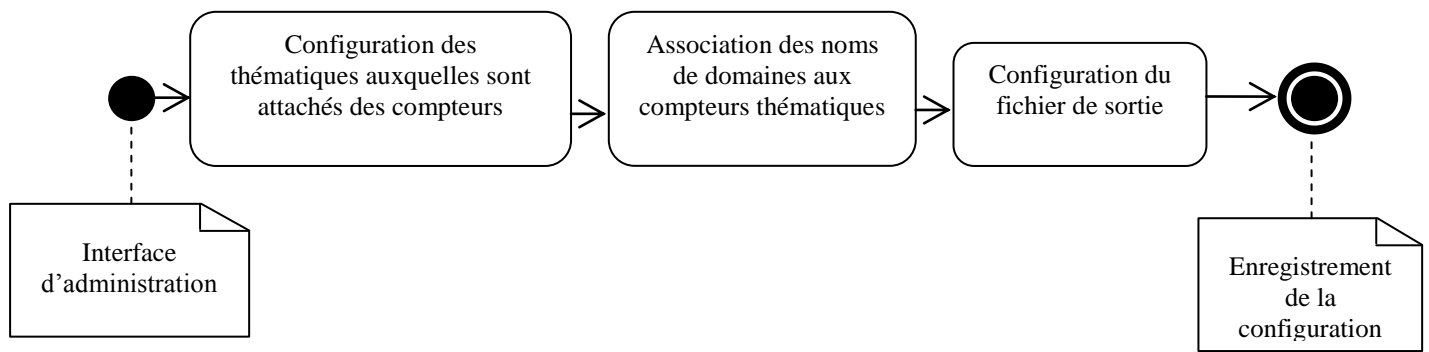 Configuration des
thématiques auxquelles sont
attachés des compteurs
Association des noms
de domaines aux
compteurs thématiques
Configuration du
fichier de sortie
Interface
d’administration
Enregistrement
de la
configuration